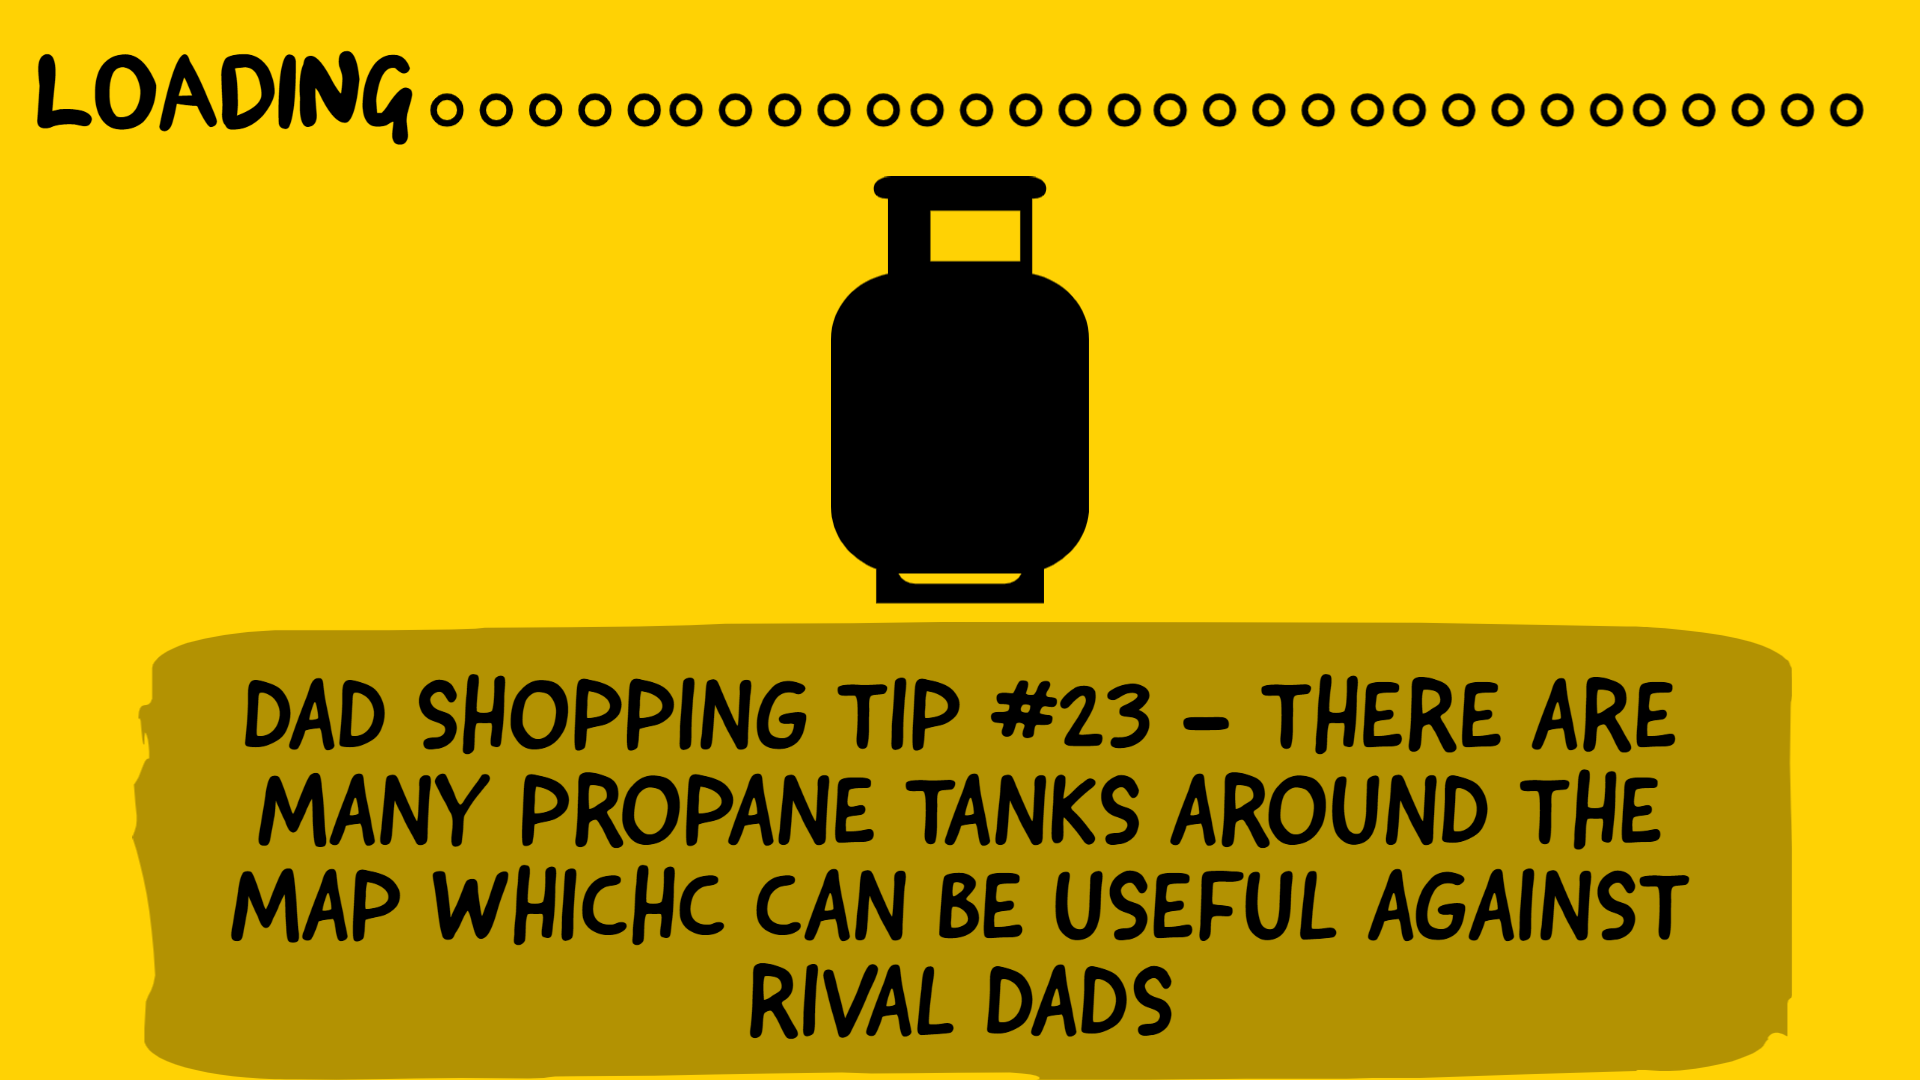 LOADING
DAD SHOPPING TIP #23 - THERE ARE
MANY PROPANE TANKS AROUND THE
MAP WHICHC CAN BE USEFUL AGAINST
RIVAL DADS